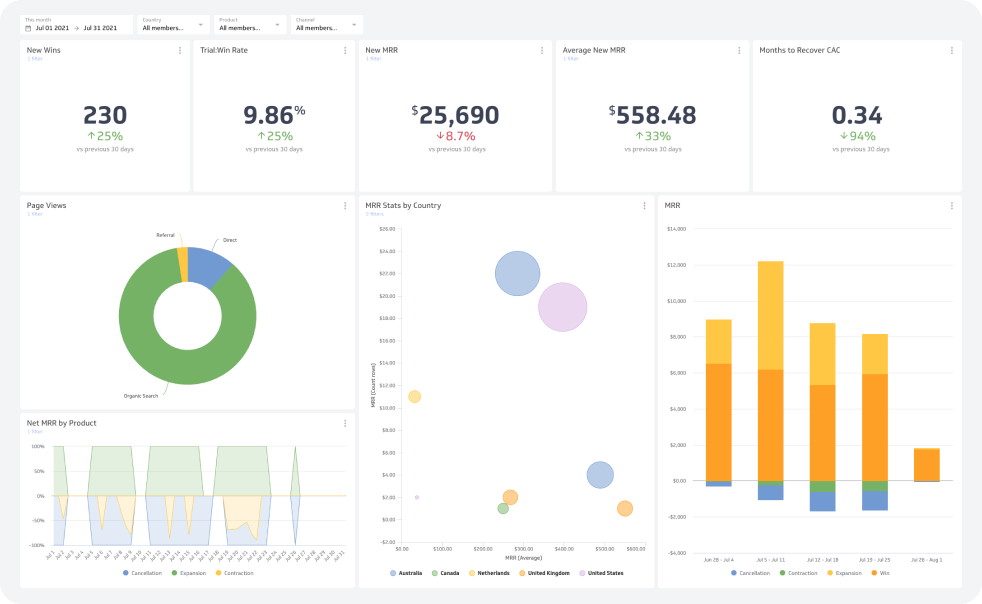 This month
Jul 01 2021 → Jul 31 2021
Country
All members...
Product
All members...
Channel
All members...
New Wins
1 filter
230
↑25%
vs previous 30 days
Trial:Win Rate
9.86%
↑25%
vs previous 30 days
New MRR
1 filter
$25,690
↓8.7%
vs previous 30 days
Average New MRR
1 filter
$558.48
↑33%
vs previous 30 days
Months to Recover CAC
0.34
↓94%
vs previous 30 days
Page Views
1 filter
Referral
Direct
Organic Search
Net MRR by Product
1 filter
100%
50%
0%
-50%
-100%
Jul 1 Jul 2 Jul 3 Jul 4 Jul 5 Jul 6 Jul 7 Jul 8 Jul 9 Jul 10 Jul 11 Jul 12 Jul 13 Jul 14 Jul 15 Jul 16 Jul 17 Jul 18 Jul 19 Jul 20 Jul 21 Jul 22 Jul 23 Jul 24 Jul 25 Jul 26 Jul 27 Jul 28 Jul 29 Jul 30 Jul 31
Cancellation Expansion Contraction
MRR Stats by Country
2 filters
MRR (Count rows)
$26.00
$24.00
$22.00
$20.00
$18.00
$16.00
$14.00
$12.00
$10.00
$8.00
$6.00
$4.00
$2.00
$0.00
-$2.00
$0.00 $100.00 $200.00 $300.00 $400.00 $500.00 $600.00
MRR (Average)
Australia Canada Netherlands United Kingdom United States
MRR
$14,000
$12,000
$10,000
$8,000
$6,000
$4,000
$2,000
$0.00
-$2,000
-$4,000
Jun 28 - Jul 4 Jul 5 - Jul 11 Jul 12 - Jul 18 Jul 19 - Jul 25 Jul 26 - Aug 1
Cancellation Contraction Expansion Win